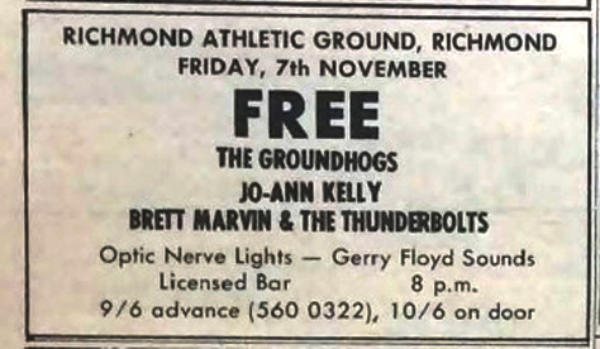 RICHMOND ATHLETIC GROUND, RICHMOND
FRIDAY, 7th NOVEMBER
FREE
THE GROUNDHOGS
JO-ANN KELLY
BRETT MARVIN & THE THUNDERBOLTS
Optic Nerve Lights — Gerry Floyd Sounds
Licensed Bar 8 p.m.
9/6 advance (560 0322), 10/6 on door